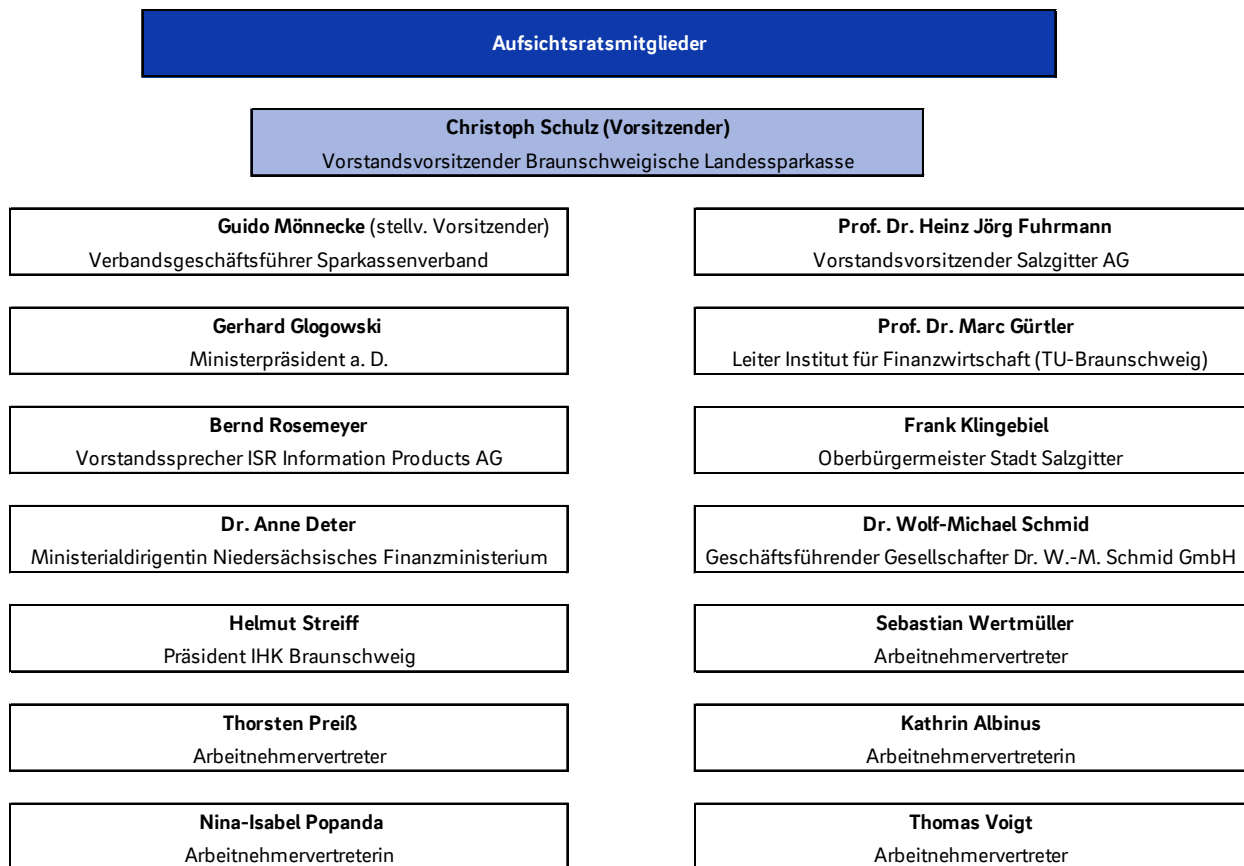 Aufsichtsratsmitglieder
Christoph Schulz (Vorsitzender)
Vorstandsvorsitzender Braunschweigische Landessparkasse
Guido Mönnecke (stellv. Vorsitzender)
Verbandsgeschäftsführer Sparkassenverband
Prof. Dr. Heinz Jörg Fuhrmann
Vorstandsvorsitzender Salzgitter AG
Gerhard Glogowski
Ministerpräsident a. D.
Prof. Dr. Marc Gürtler
Leiter Institut für Finanzwirtschaft (TU-Braunschweig)
Bernd Rosemeyer
Vorstandssprecher ISR Information Products AG
Frank Klingebiel
Oberbürgermeister Stadt Salzgitter
Dr. Anne Deter
Ministerialdirigentin Niedersächsisches Finanzministerium
Dr. Wolf-Michael Schmid
Geschäftsführender Gesellschafter Dr. W.-M. Schmid GmbH
Helmut Streiff
Präsident IHK Braunschweig
Sebastian Wertmüller
Arbeitnehmervertreter
Thorsten Preiß
Arbeitnehmervertreter
Kathrin Albinus
Arbeitnehmervertreterin
Nina-Isabel Popanda
Arbeitnehmervertreterin
Thomas Voigt
Arbeitnehmervertreter